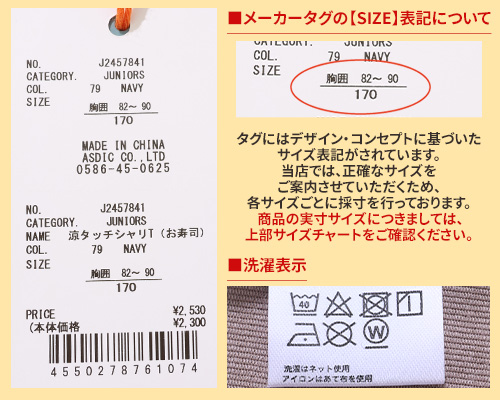 NO. J2457841
CATEGORY. JUNIORS
COL. 79 NAVY
SIZE
胸囲 82～ 90
170
MADE IN CHINA
ASDIC CO.,LTD
0586-45-0625
NO. J2457841
CATEGORY. JUNIORS
NAME 涼タッチシャリT（お寿司）
COL. 79 NAVY
SIZE
胸囲 82～ 90
170
PRICE ¥2,530
(本体価格 ¥2,300
4550278761074
■メーカータグの【SIZE】表記について
CATEGORY. JUNIORS
COL. 79 NAVY
SIZE
胸囲 82～ 90
170
タグにはデザイン・コンセプトに基づいた
サイズ表記がされています。
当店では、正確なサイズを
ご案内させていただくため、
各サイズごとに採寸を行っております。
商品の実寸サイズにつきましては、
上部サイズチャートをご確認ください。
■洗濯表示
40
W
洗濯はネット使用
アイロンはあて布を使用